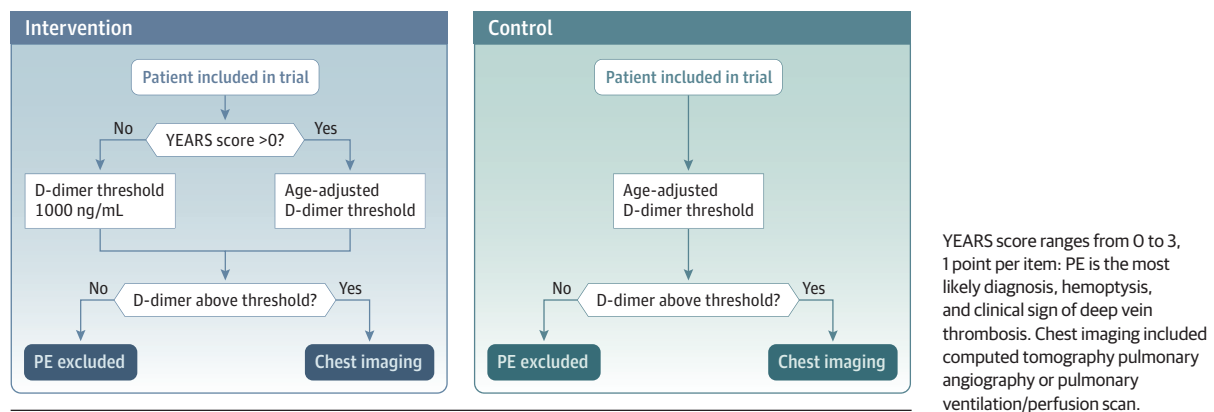 Intervention
Patient included in trial
YEARS score >0?
No
Yes
D-dimer threshold
1000 ng/mL
Age-adjusted
D-dimer threshold
D-dimer above threshold?
No
Yes
PE excluded
Chest imaging
Control
Patient included in trial
Age-adjusted
D-dimer threshold
D-dimer above threshold?
No
Yes
PE excluded
Chest imaging
YEARS score ranges from 0 to 3,
1 point per item: PE is the most
likely diagnosis, hemoptysis,
and clinical sign of deep vein
thrombosis. Chest imaging included
computed tomography pulmonary
angiography or pulmonary
ventilation/perfusion scan.